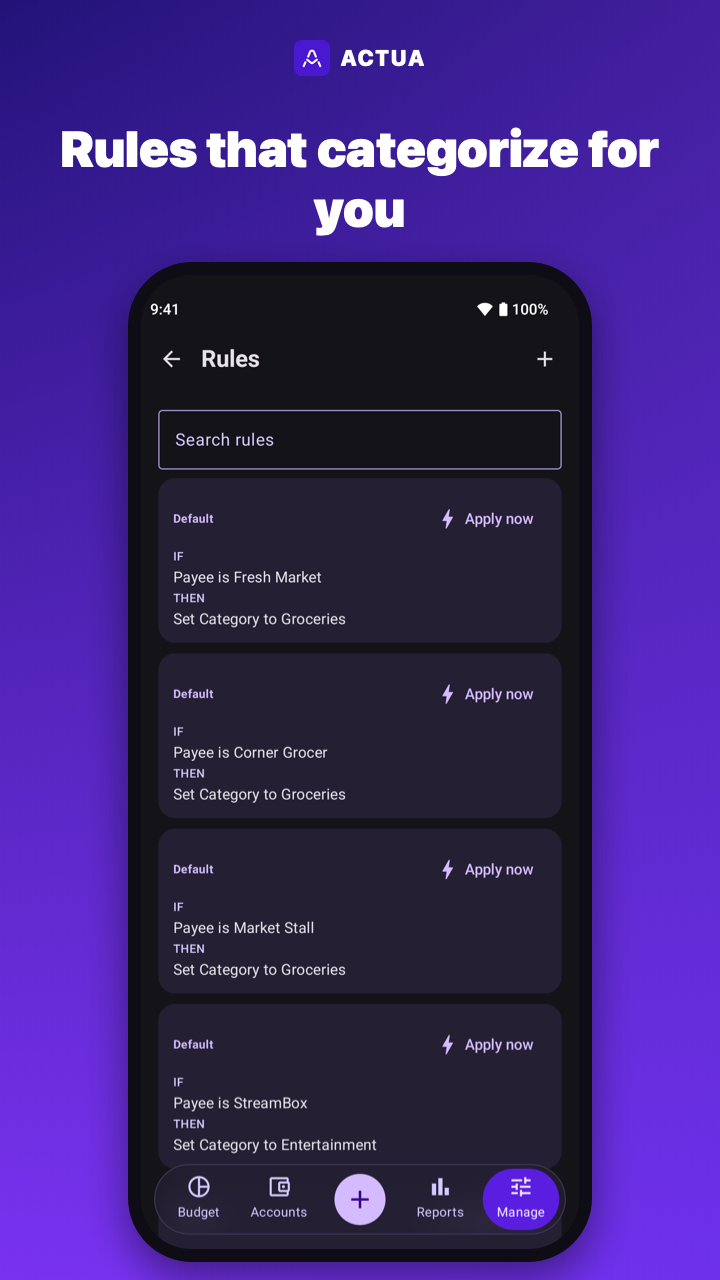 ACTUA
Rules that categorize for
you
9:41
100%
Rules
Search rules
Default
Apply now
IF
Payee is Fresh Market
THEN
Set Category to Groceries
Default
Apply now
IF
Payee is Corner Grocer
THEN
Set Category to Groceries
Default
Apply now
IF
Payee is Market Stall
THEN
Set Category to Groceries
Default
Apply now
IF
Payee is StreamBox
THEN
Set Category to Entertainment
Budget
Accounts
Reports
Manage